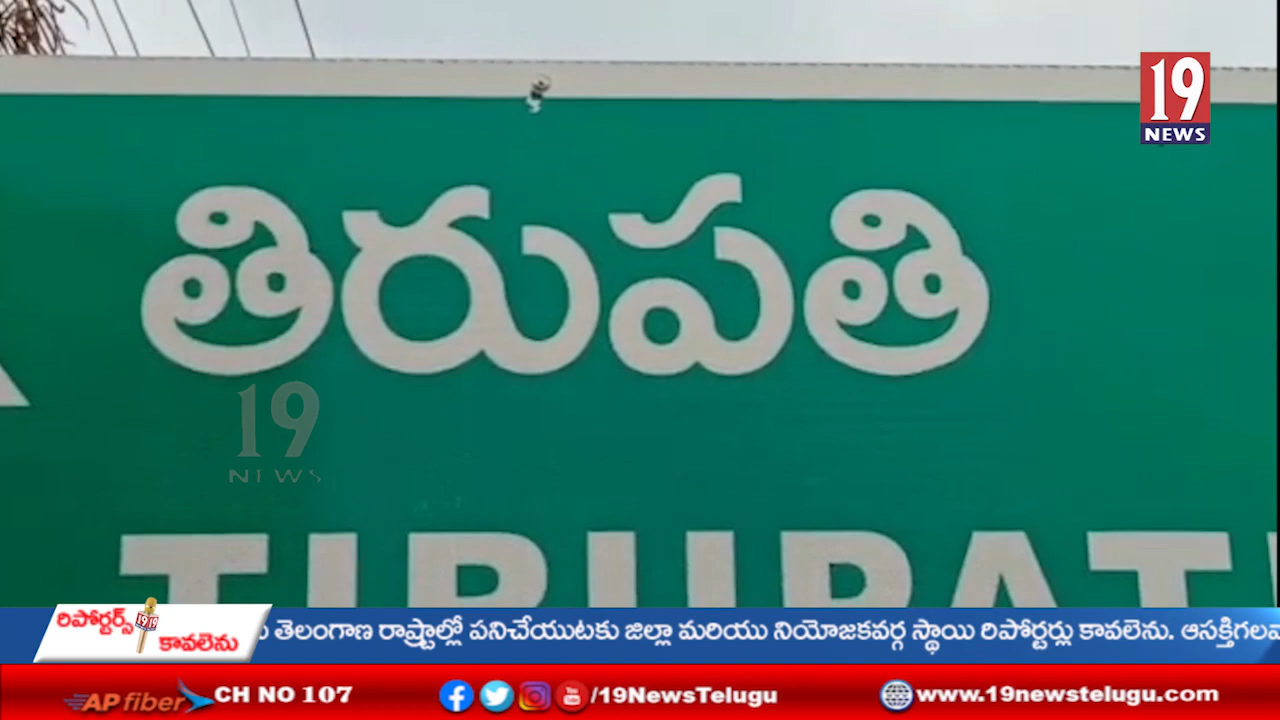 19
NEWS
తిరుపతి
19
NEWS
TIRUPATI
రిపోర్టర్స్
కావలెను
తెలంగాణ రాష్ట్రాల్లో పనిచేయుటకు జిల్లా మరియు నియోజకవర్గ స్థాయి రిపోర్టర్లు కావలెను.
AP fiber CH NO 107 /19NewsTelugu www.19newstelugu.com